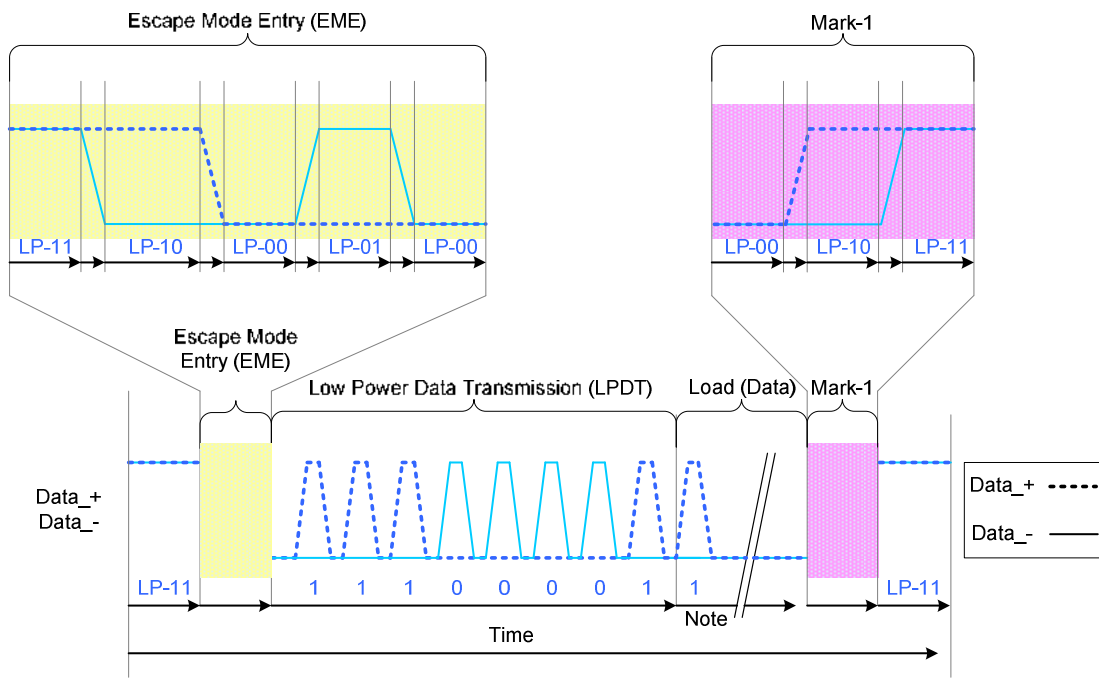 Escape Mode Entry (EME)
Mark-1
LP-11 LP-10 LP-00 LP-01 LP-00
LP-00 LP-10 LP-11
Escape Mode
Entry (EME)
Low Power Data Transmission (LPDT)
Load (Data)
Mark-1
Data_+
Data_-
Data_+
Data_-
LP-11
1 1 1 0 0 0 0 1 1
LP-11
Note
Time